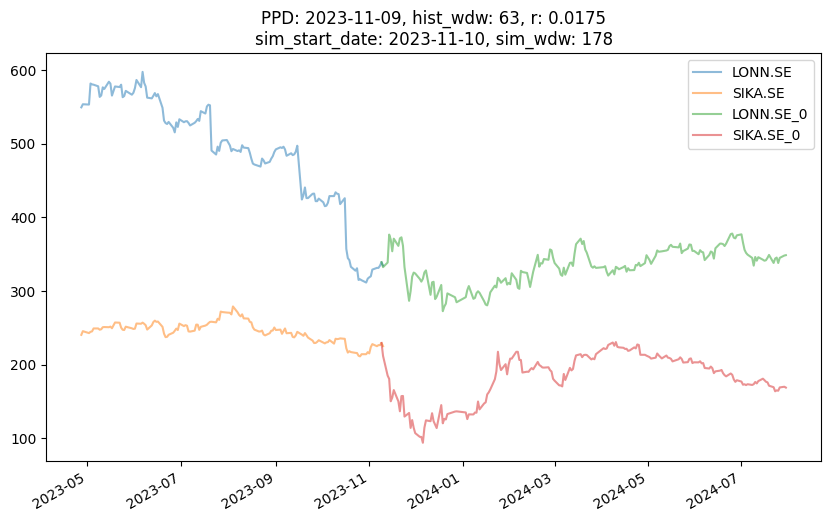 PPD: 2023-11-09, hist_wdw: 63, r: 0.0175
sim_start_date: 2023-11-10, sim_wdw: 178
LONN.SE
SIKA.SE
LONN.SE_0
SIKA.SE_0
600
500
400
300
200
100
2023-05
2023-07
2023-09
2023-11
2024-01
2024-03
2024-05
2024-07